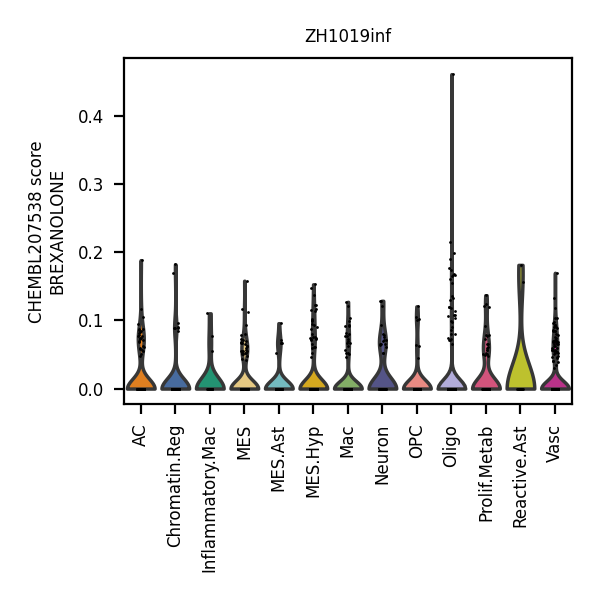 ZH1019inf
CHEMBL207538 score
BREXANOLONE
0.4
0.3
0.2
0.1
0.0
AC
Chromatin.Reg
Inflammatory.Mac
MES
MES.Ast
MES.Hyp
Mac
Neuron
OPC
Oligo
Prolif.Metab
Reactive.Ast
Vasc